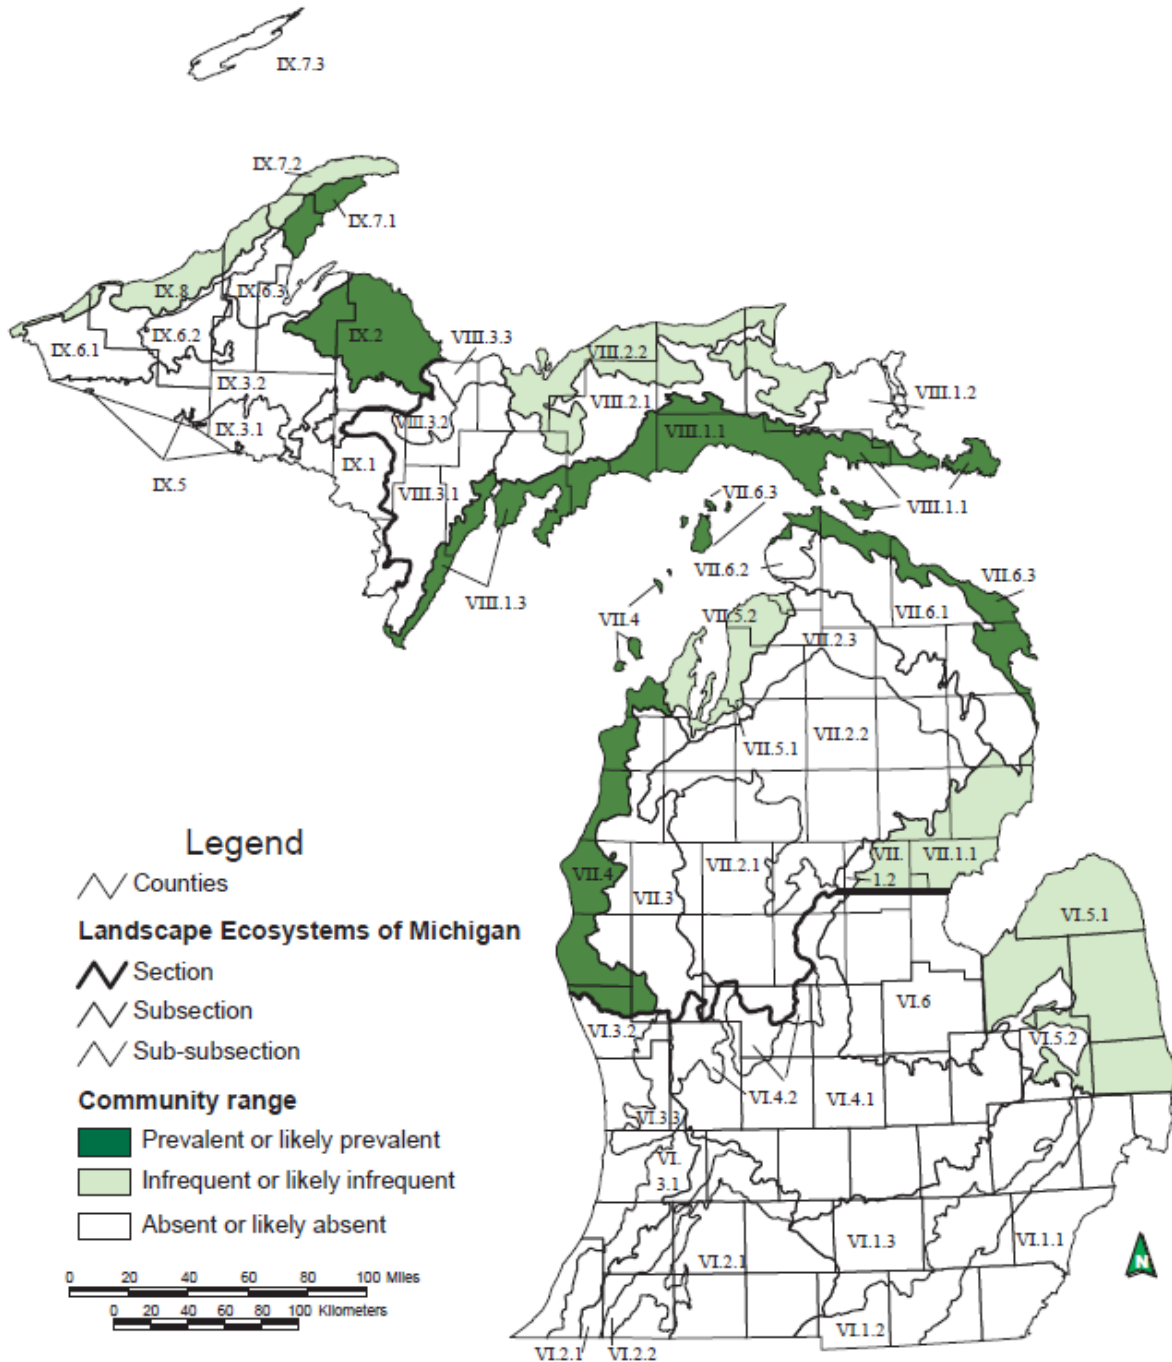 IX.7.3
IX.7.2
IX.7.1
IX.8
IX.6.3
IX.2
VIII.3.3
IX.6.1
IX.6.2
VIII.2.2
IX.3.2
VIII.2.1
VIII.1.2
IX.3.1
VIII.3.2
VIII.1.1
IX.1
IX.5
VIII.3.1
VII.6.3
VIII.1.1
VII.6.2
VII.6.3
VIII.1.3
VII.6.1
VII.4
VII.5.2
VII.2.3
VII.5.1
VII.2.2
Legend
Counties
Landscape Ecosystems of Michigan
Section
Subsection
Sub-subsection
Community range
Prevalent or likely prevalent
Infrequent or likely infrequent
Absent or likely absent
0 20 40 60 80 100 Miles
0 20 40 60 80 100 Kilometers
VII.4
VII.3
VII.2.1
VII.
1.2
VII.1.1
VI.5.1
VI.6
VI.3.2
VI.5.2
VI.4.2
VI.4.1
VI.3.3
VI.
3.1
VI.2.1
VI.1.3
VI.1.1
VI.1.2
VI.2.1
VI.2.2
N